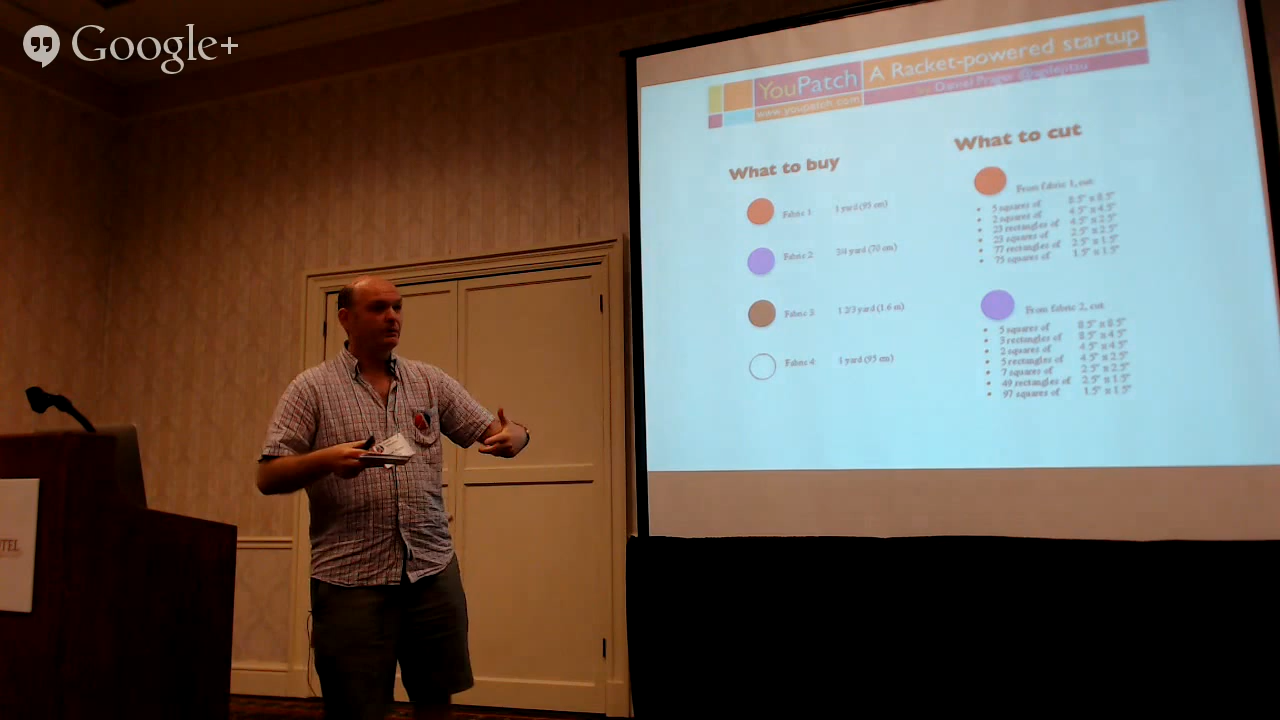 Google+
YouPatch
www.youpatch.com
A Racket-powered startup
by Daniel Prager
What to buy
Fabric 1: 1 yard (95 cm)
Fabric 2: 3/4 yard (70 cm)
Fabric 3: 1 2/3 yard (1.6 m)
Fabric 4: 1 yard (95 cm)
What to cut
From fabric 1, cut:
• 5 squares of 8.5" x 8.5"
• 2 squares of 4.5" x 4.5"
• 23 rectangles of 4.5" x 2.5"
• 23 squares of 2.5" x 2.5"
• 77 rectangles of 2.5" x 1.5"
• 75 squares of 1.5" x 1.5"
From fabric 2, cut
• 5 squares of 8.5" x 8.5"
• 3 rectangles of 8.5" x 4.5"
• 2 squares of 4.5" x 4.5"
• 5 rectangles of 4.5" x 2.5"
• 7 squares of 2.5" x 2.5"
• 49 rectangles of 2.5" x 1.5"
• 97 squares of 1.5" x 1.5"